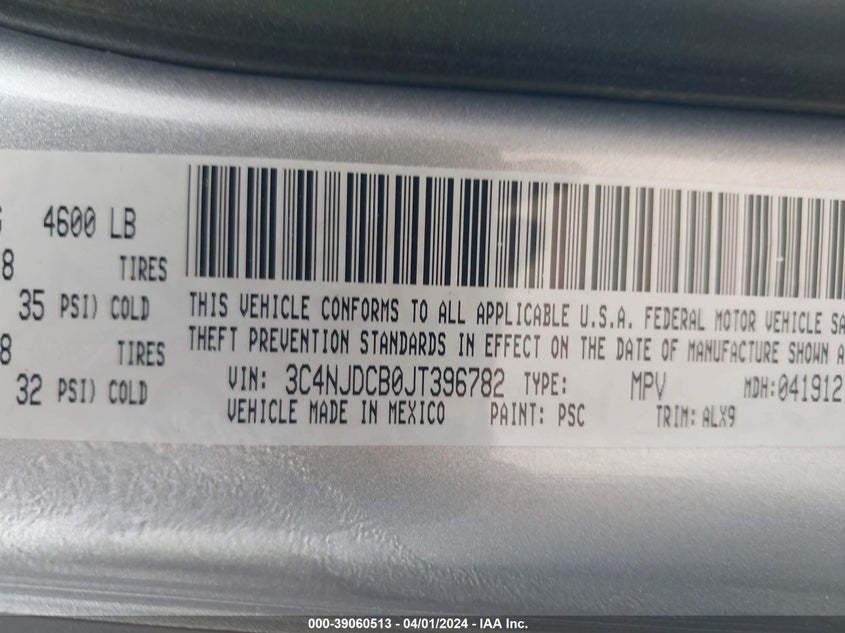 G 4600 LB
8 TIRES
35 PSI) COLD
8 TIRES
32 PSI) COLD
THIS VEHICLE CONFORMS TO ALL APPLICABLE U.S.A. FEDERAL MOTOR VEHICLE SA
THEFT PREVENTION STANDARDS IN EFFECT ON THE DATE OF MANUFACTURE SHOWN A
VIN: 3C4NJDCB0JT396782 TYPE: MPV MDH:041912
VEHICLE MADE IN MEXICO PAINT: PSC TRIM: ALX9
000-39060513 - 04/01/2024 - IAA Inc.